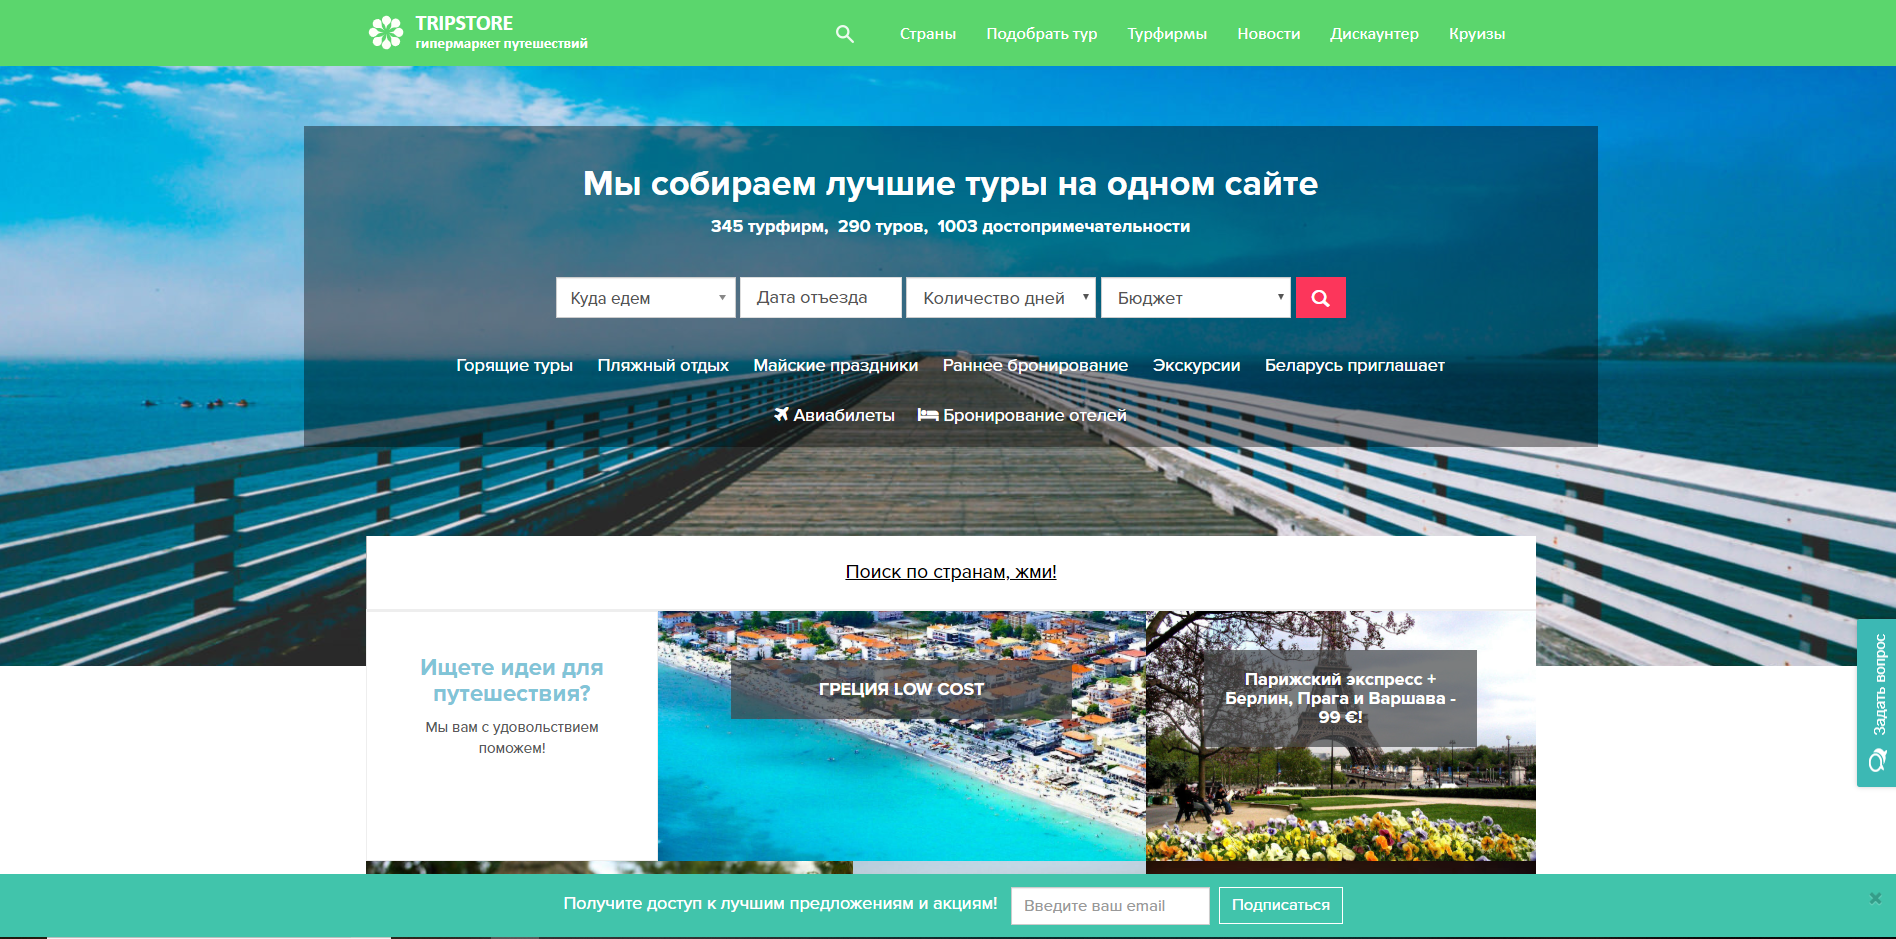 TRIPSTORE
гипермаркет путешествий
Страны Подобрать тур Турфирмы Новости Дискаунтер Круизы
Мы собираем лучшие туры на одном сайте
345 турфирм, 290 туров, 1003 достопримечательности
Куда едем Дата отъезда Количество дней Бюджет
Горящие туры Пляжный отдых Майские праздники Раннее бронирование Экскурсии Беларусь приглашает
Авиабилеты Бронирование отелей
Поиск по странам, жми!
Ищете идеи для
путешествия?
Мы вам с удовольствием
поможем!
ГРЕЦИЯ LOW COST
Парижский экспресс +
Берлин, Прага и Варшава -
99 €!
Задать вопрос
Получите доступ к лучшим предложениям и акциям! Введите ваш email Подписаться